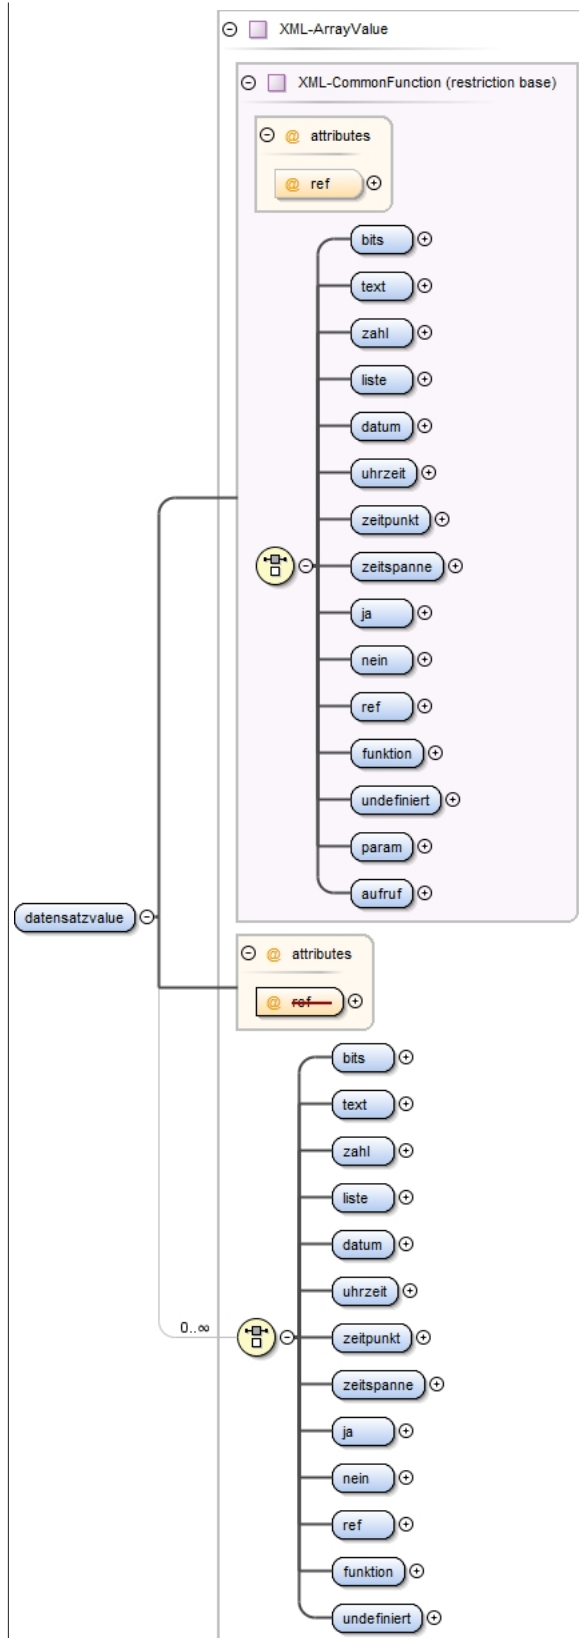 XML-ArrayValue
XML-CommonFunction (restriction base)
@ attributes
@ ref
bits
text
zahl
liste
datum
uhrzeit
zeitpunkt
zeitspanne
ja
nein
ref
funktion
undefiniert
param
aufruf
datensatzvalue
@ attributes
@ ref
bits
text
zahl
liste
datum
uhrzeit
0..∞
zeitpunkt
zeitspanne
ja
nein
ref
funktion
undefiniert